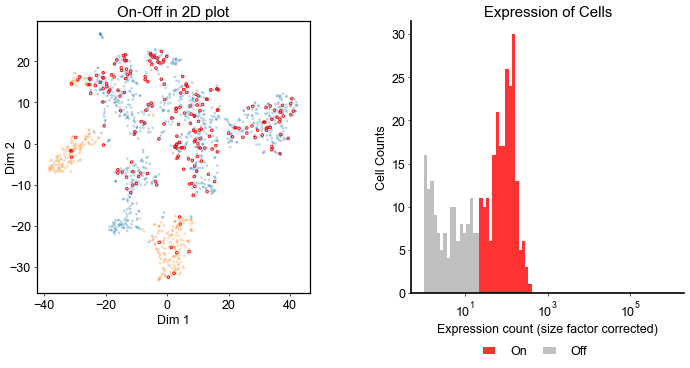 On-Off in 2D plot
20
10
0
−10
−20
−30
Dim 2
−40
−20
0
20
40
Dim 1
Expression of Cells
30
25
20
15
10
5
0
Cell Counts
10¹
10³
10⁵
Expression count (size factor corrected)
On
Off